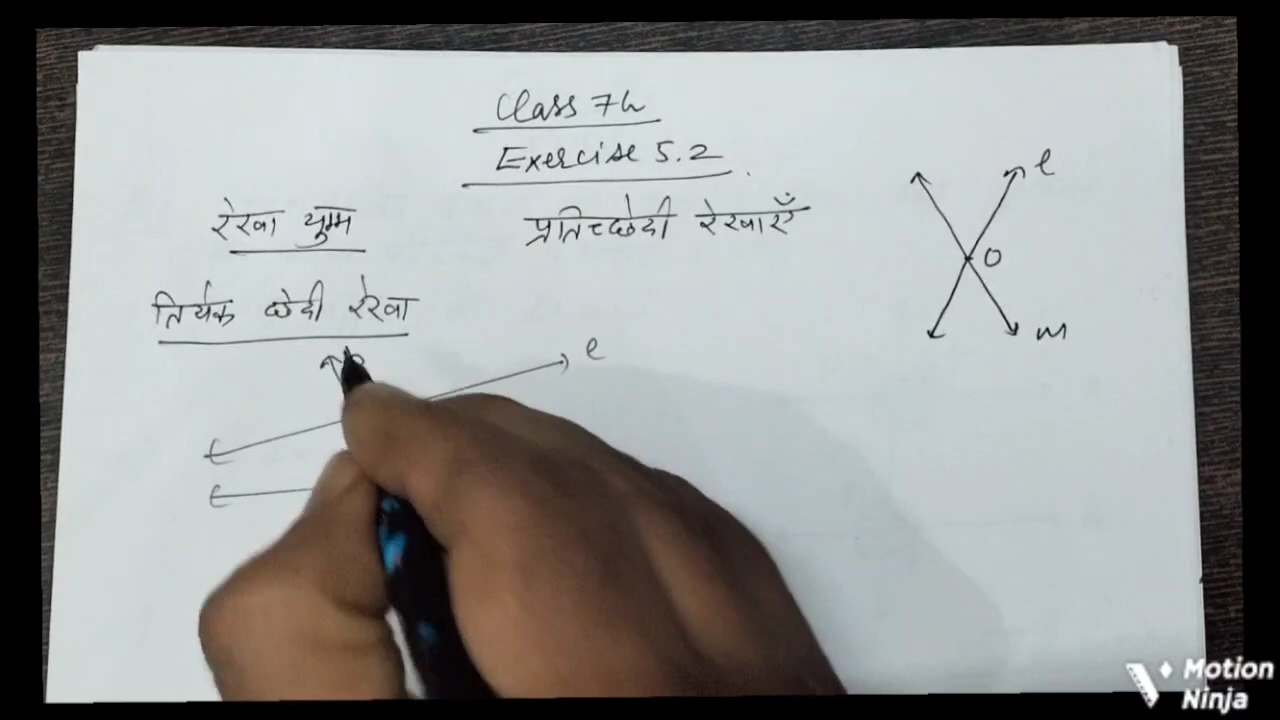 Class 7th
Exercise 5.2
रेखा युग्म
प्रतिच्छेदी रेखाएँ
तिर्यक छेदी रेखा
l
O
m
l
Motion
Ninja